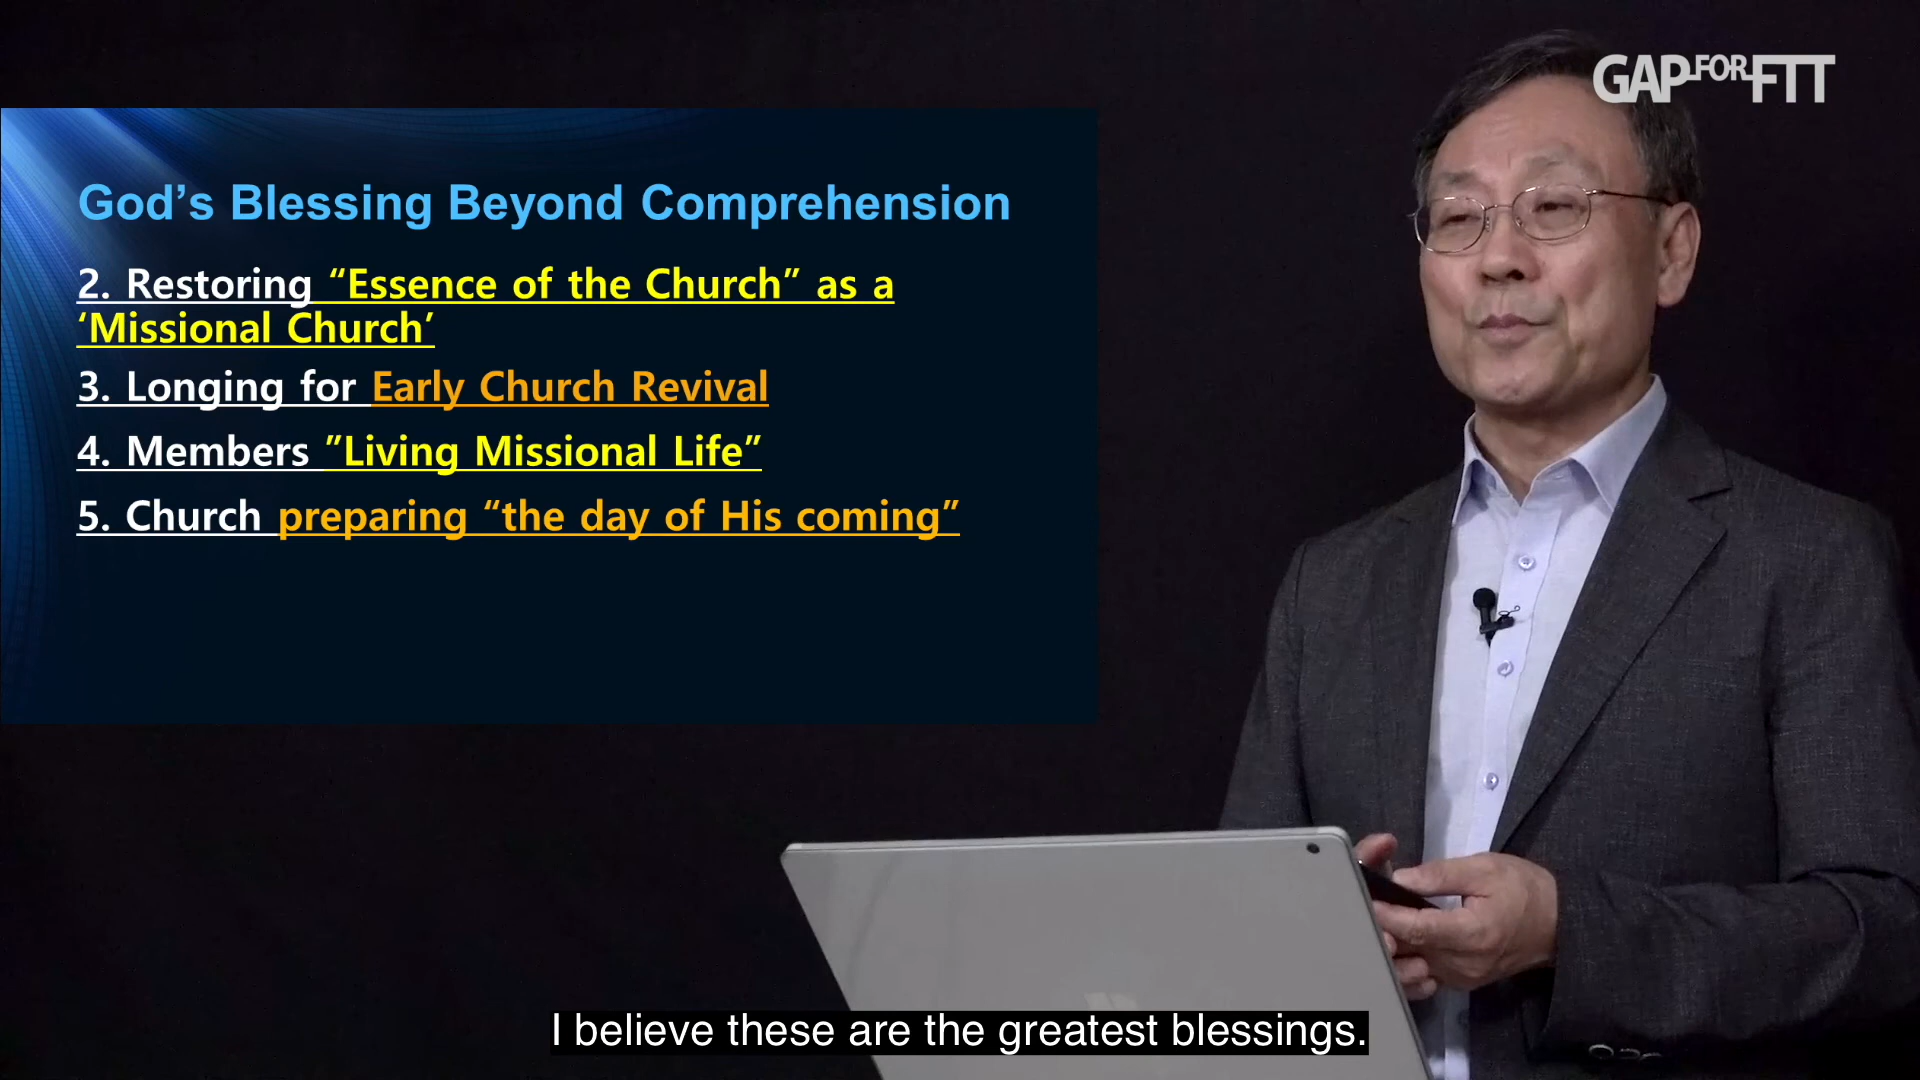 GAP FOR FTT
God’s Blessing Beyond Comprehension
2. Restoring “Essence of the Church” as a
‘Missional Church’
3. Longing for Early Church Revival
4. Members ”Living Missional Life”
5. Church preparing “the day of His coming”
I believe these are the greatest blessings.